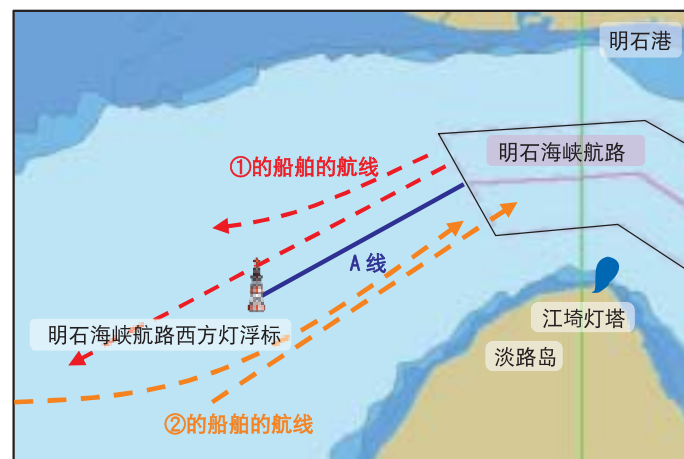 明石港
明石海峡航路
①的船舶的航线
A 线
明石海峡航路西方灯浮标
江埼灯塔
淡路岛
②的船舶的航线